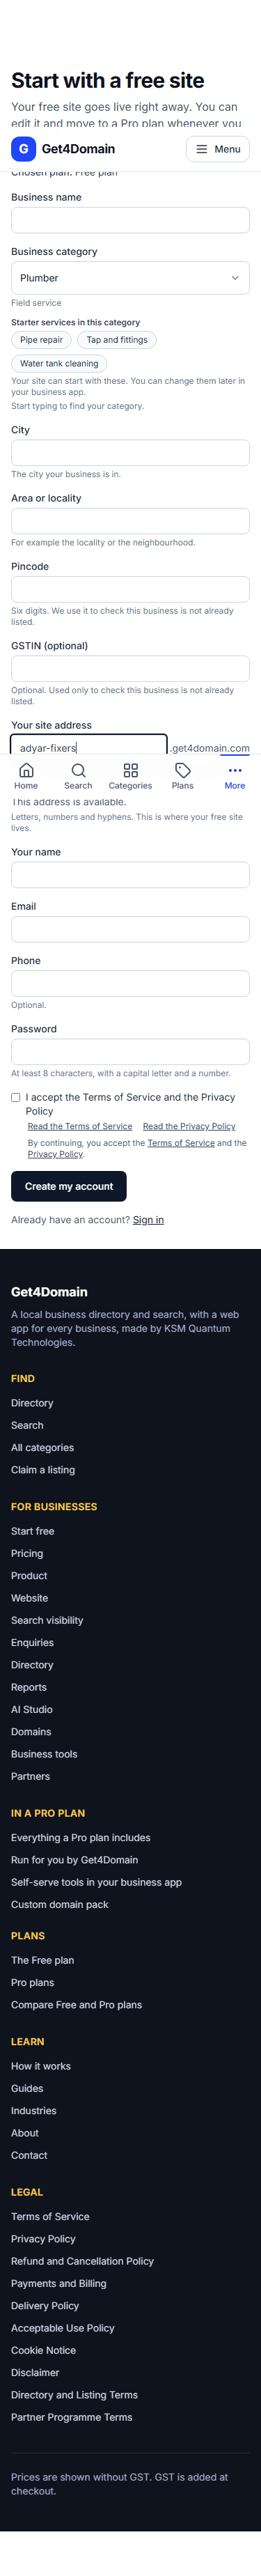 Start with a free site
Your free site goes live right away. You can
edit it and move to a Pro plan whenever you
Get4Domain
Menu
Chosen plan: Free plan
Business name
Business category
Plumber
Field service
Starter services in this category
Pipe repair
Tap and fittings
Water tank cleaning
Your site can start with these. You can change them later in
your business app.
Start typing to find your category.
City
The city your business is in.
Area or locality
For example the locality or the neighbourhood.
Pincode
Six digits. We use it to check this business is not already
listed.
GSTIN (optional)
Optional. Used only to check this business is not already
listed.
Your site address
adyar-fixers
.get4domain.com
Home
Search
Categories
Plans
More
This address is available.
Letters, numbers and hyphens. This is where your free site
lives.
Your name
Email
Phone
Optional.
Password
At least 8 characters, with a capital letter and a number.
I accept the Terms of Service and the Privacy
Policy
Read the Terms of Service
Read the Privacy Policy
By continuing, you accept the Terms of Service and the
Privacy Policy.
Create my account
Already have an account? Sign in
Get4Domain
A local business directory and search, with a web
page for every business, made by KSM Quantum
Technologies.
FIND
Directory
Search
All categories
Claim a listing
FOR BUSINESSES
Start free
Pricing
Product
Website
Search visibility
Enquiries
Directory
Reports
AI Studio
Domains
Business tools
Partners
IN A PRO PLAN
Everything a Pro plan includes
Run for you by Get4Domain
Self-serve tools in your business app
Custom domain pack
PLANS
The Free plan
Pro plans
Compare Free and Pro plans
LEARN
How it works
Guides
Industries
About
Contact
LEGAL
Terms of Service
Privacy Policy
Refund and Cancellation Policy
Payments and Billing
Delivery Policy
Acceptable Use Policy
Cookie Notice
Disclaimer
Directory and Listing Terms
Partner Programme Terms
Prices are shown without GST. GST is added at
checkout.